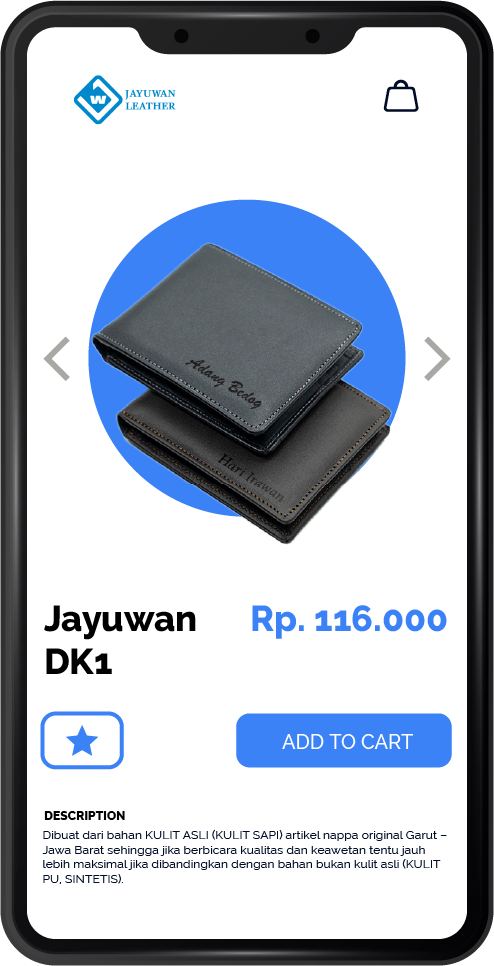 JAYUWAN
LEATHER
Adang Bedog
Hari Irawan
Jayuwan
DK1
Rp. 116.000
ADD TO CART
DESCRIPTION
Dibuat dari bahan KULIT ASLI (KULIT SAPI) artikel nappa original Garut –
Jawa Barat sehingga jika berbicara kualitas dan keawetan tentu jauh
lebih maksimal jika dibandingkan dengan bahan bukan kulit asli (KULIT
PU, SINTETIS).